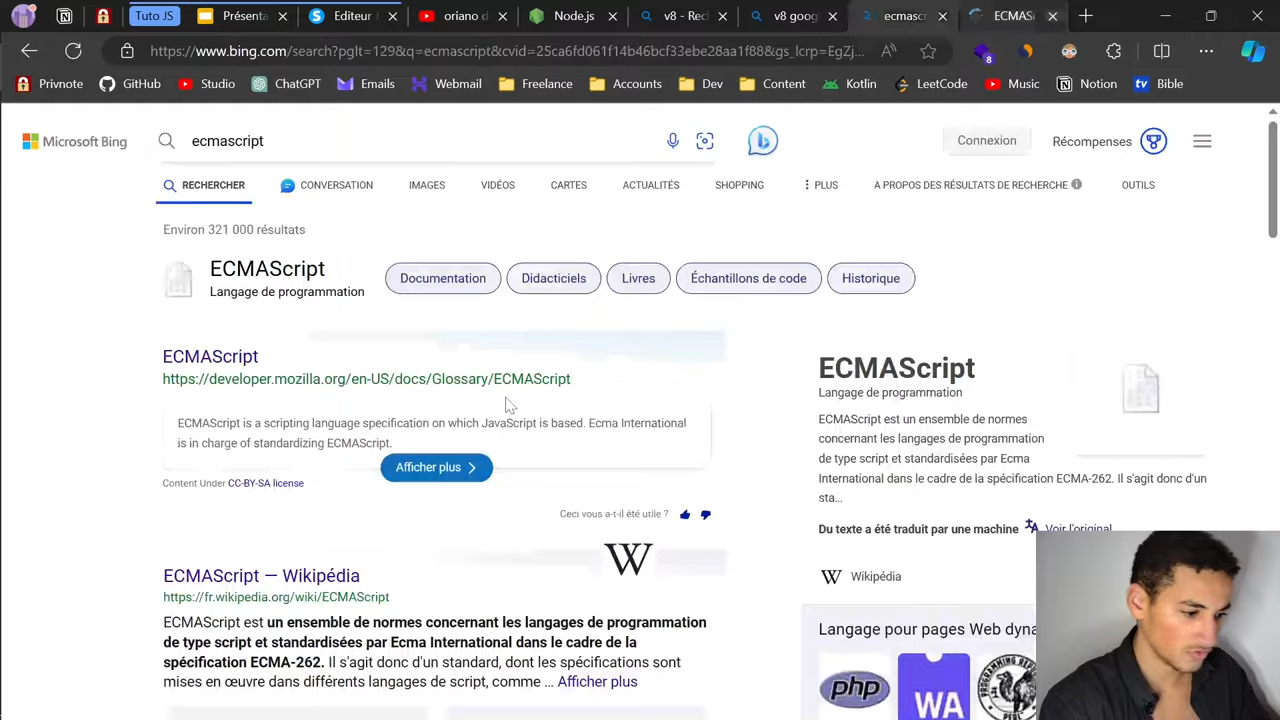 Tuto JS
Présenta
Editeur J
oriano d
Node.js
v8 - Rec
v8 goog
ecmascr
ECMASc
https://www.bing.com/search?pglt=129&q=ecmascript&cvid=25ca6fd061f14b46bcf33ebe28aa1f88&gs_lcrp=EgZj...
8
Privnote
GitHub
Studio
ChatGPT
Emails
Wermail
Freelance
Accounts
Dev
Content
Kotlin
LeetCode
Music
Notion
Bible
Microsoft Bing
ecmascript
Connexion
Récompenses
RECHERCHER
CONVERSATION
IMAGES
VIDÉOS
CARTES
ACTUALITÉS
SHOPPING
PLUS
A PROPOS DES RÉSULTATS DE RECHERCHE
OUTILS
Environ 321 000 résultats
ECMAScript
Langage de programmation
Documentation
Didacticiels
Livres
Échantillons de code
Historique
ECMAScript
https://developer.mozilla.org/en-US/docs/Glossary/ECMAScript
ECMAScript is a scripting language specification on which JavaScript is based. Ecma International
is in charge of standardizing ECMAScript.
Afficher plus
Content Under CC-BY-SA license
Ceci vous a-t-il été utile ?
W
ECMAScript — Wikipédia
https://fr.wikipedia.org/wiki/ECMAScript
ECMAScript est un ensemble de normes concernant les langages de programmation
de type script et standardisées par Ecma International dans le cadre de la
spécification ECMA-262. Il s'agit donc d'un standard, dont les spécifications sont
mises en œuvre dans différents langages de script, comme ... Afficher plus
ECMAScript
Langage de programmation
ECMAScript est un ensemble de normes
concernant les langages de programmation
de type script et standardisées par Ecma
International dans le cadre de la spécification ECMA-262. Il s'agit donc d'un
sta...
Du texte a été traduit par une machine
Voir l'original
W Wikipédia
Langage pour pages Web dyna
php
WA